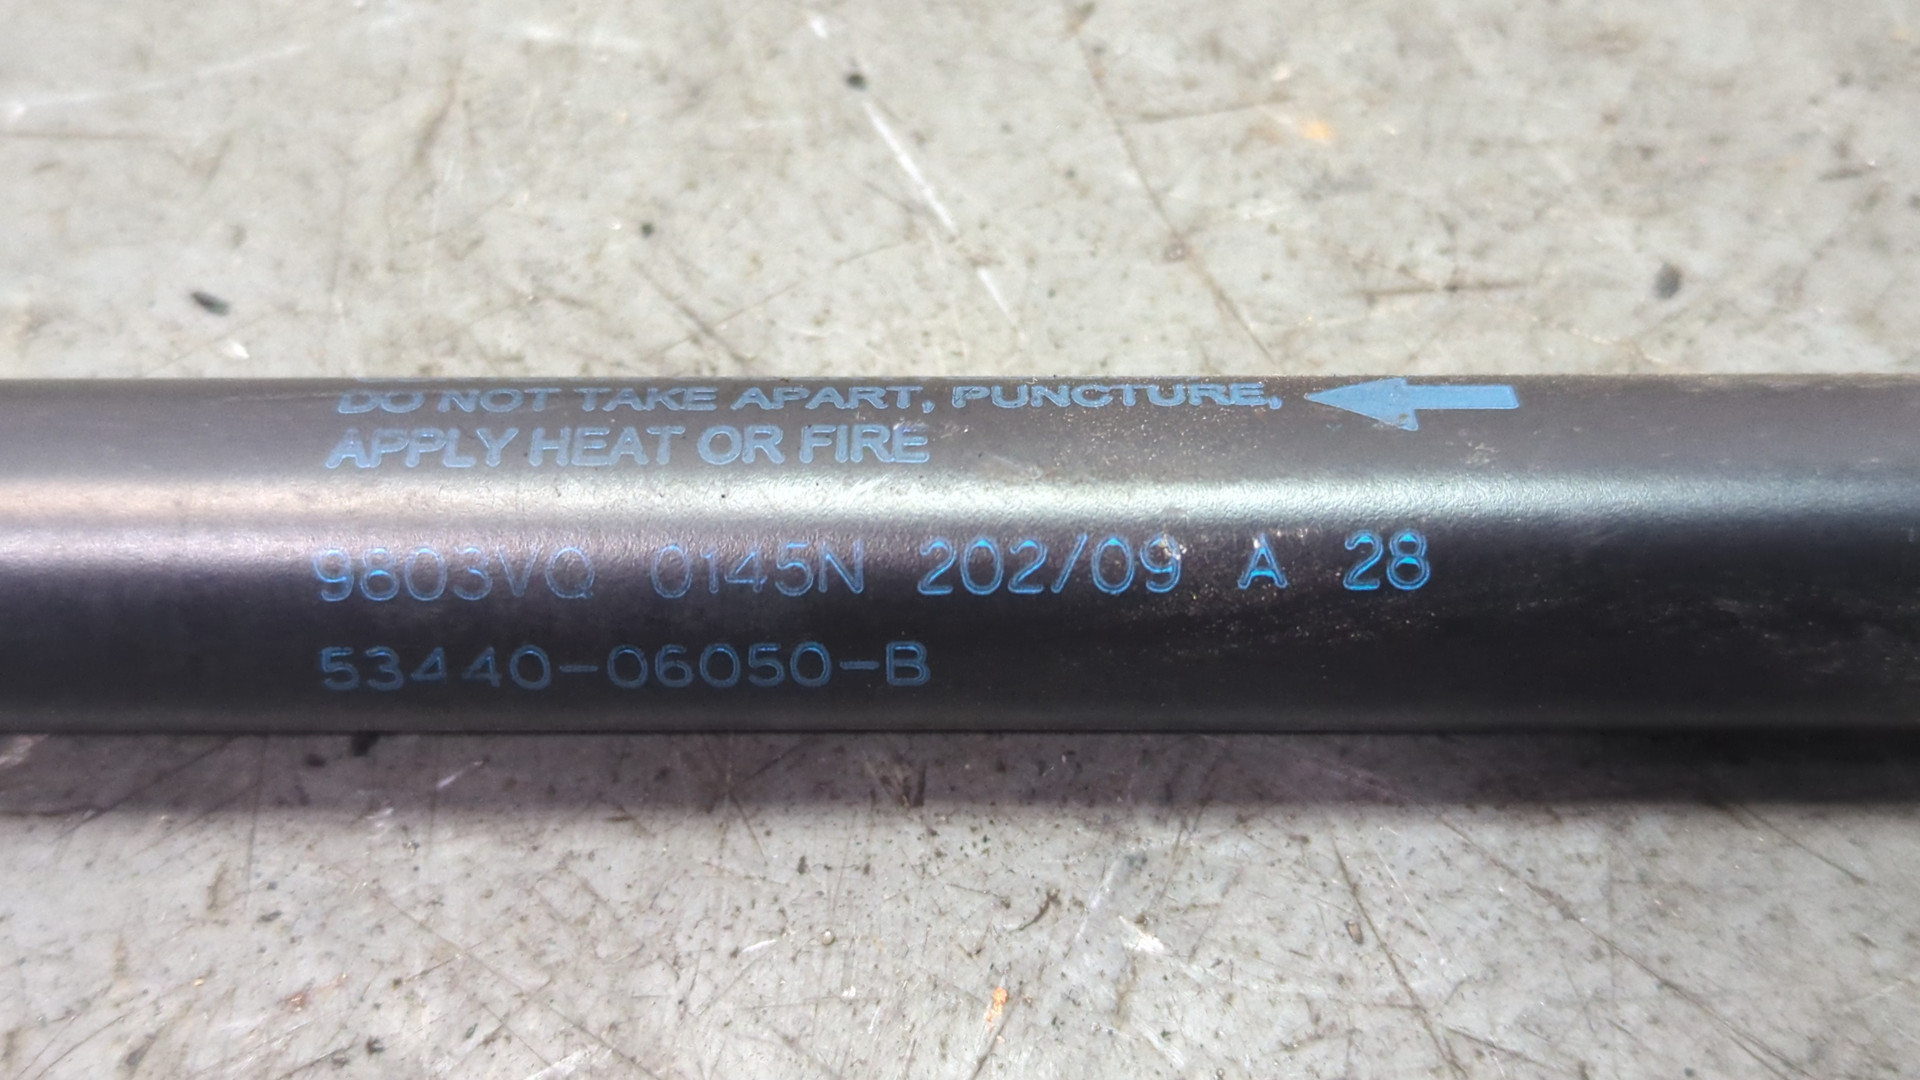 DO NOT TAKE APART, PUNCTURE,
APPLY HEAT OR FIRE
9803VQ 0145N 202/09 A 28
53440-06050-B